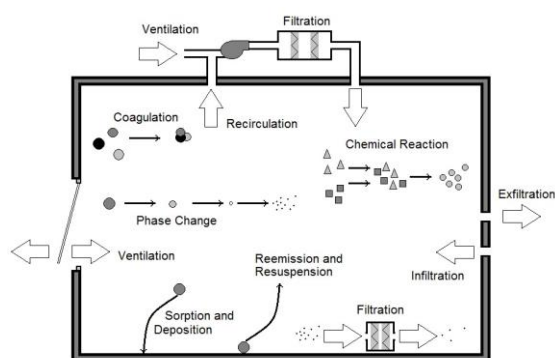 Ventilation
Filtration
Coagulation
Recirculation
Chemical Reaction
Phase Change
Exfiltration
Ventilation
Reemission and
Resuspension
Infiltration
Sorption and
Deposition
Filtration